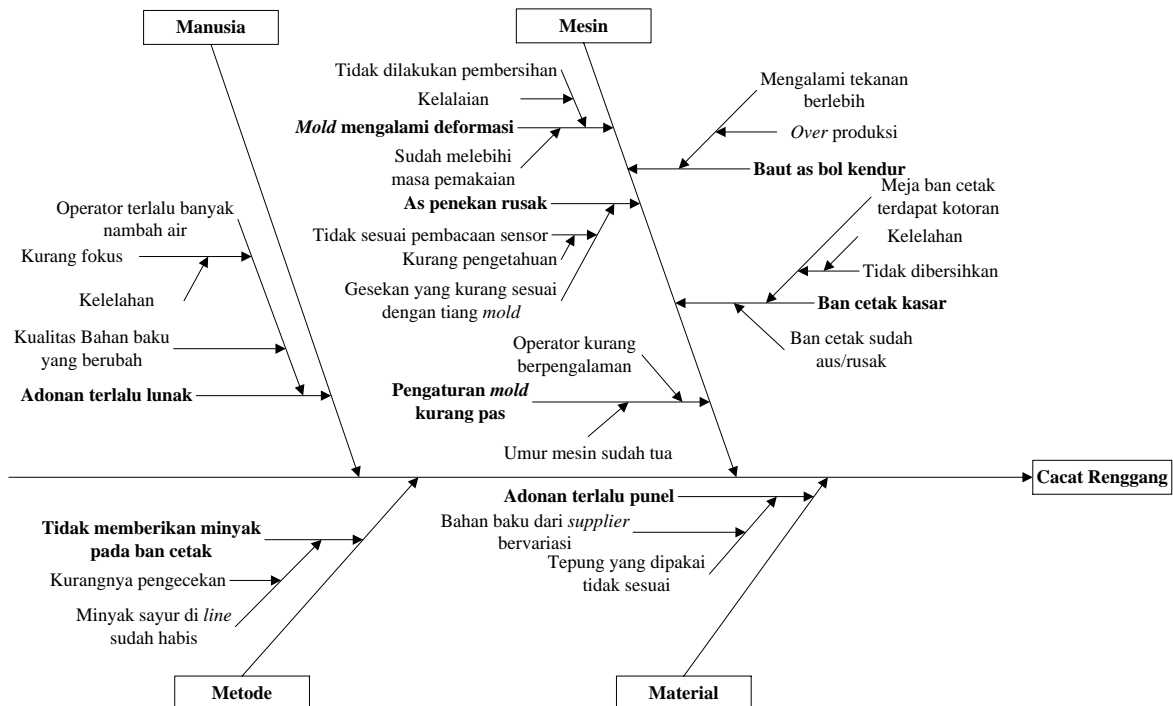 Manusia
Mesin
Tidak dilakukan pembersihan
Kelalaian
Mold mengalami deformasi
Sudah melebihi
masa pemakaian
As penekan rusak
Tidak sesuai pembacaan sensor
Kurang pengetahuan
Gesekan yang kurang sesuai
dengan tiang mold
Operator kurang
berpengalaman
Pengaturan mold
kurang pas
Umur mesin sudah tua
Mengalami tekanan
berlebih
Over produksi
Baut as bol kendur
Meja ban cetak
terdapat kotoran
Kelelahan
Tidak dibersihkan
Ban cetak kasar
Ban cetak sudah
aus/rusak
Operator terlalu banyak
nambah air
Kurang fokus
Kelelahan
Kualitas Bahan baku
yang berubah
Adonan terlalu lunak
Cacat Renggang
Tidak memberikan minyak
pada ban cetak
Kurangnya pengecekan
Minyak sayur di line
sudah habis
Adonan terlalu punel
Bahan baku dari supplier
bervariasi
Tepung yang dipakai
tidak sesuai
Metode
Material